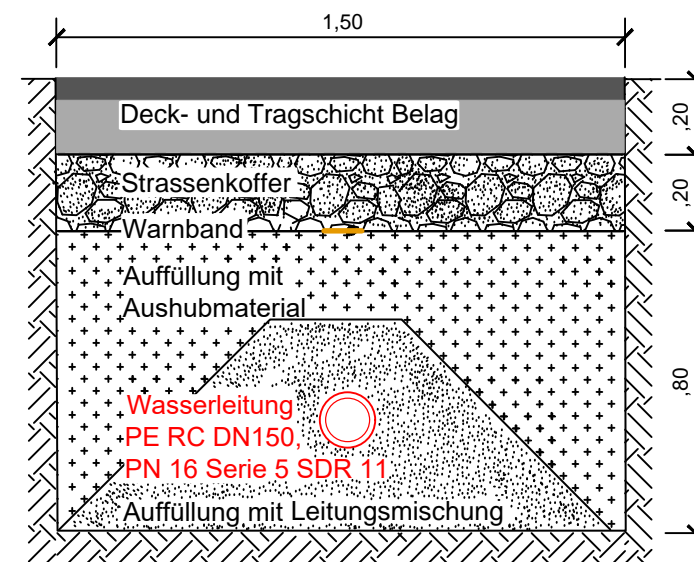 1,50
Deck- und Tragschicht Belag
,20
Strassenkoffer
,20
Warnband
Auffüllung mit
Aushubmaterial
,80
Wasserleitung
PE RC DN150,
PN 16 Serie 5 SDR 11
Auffüllung mit Leitungsmischung